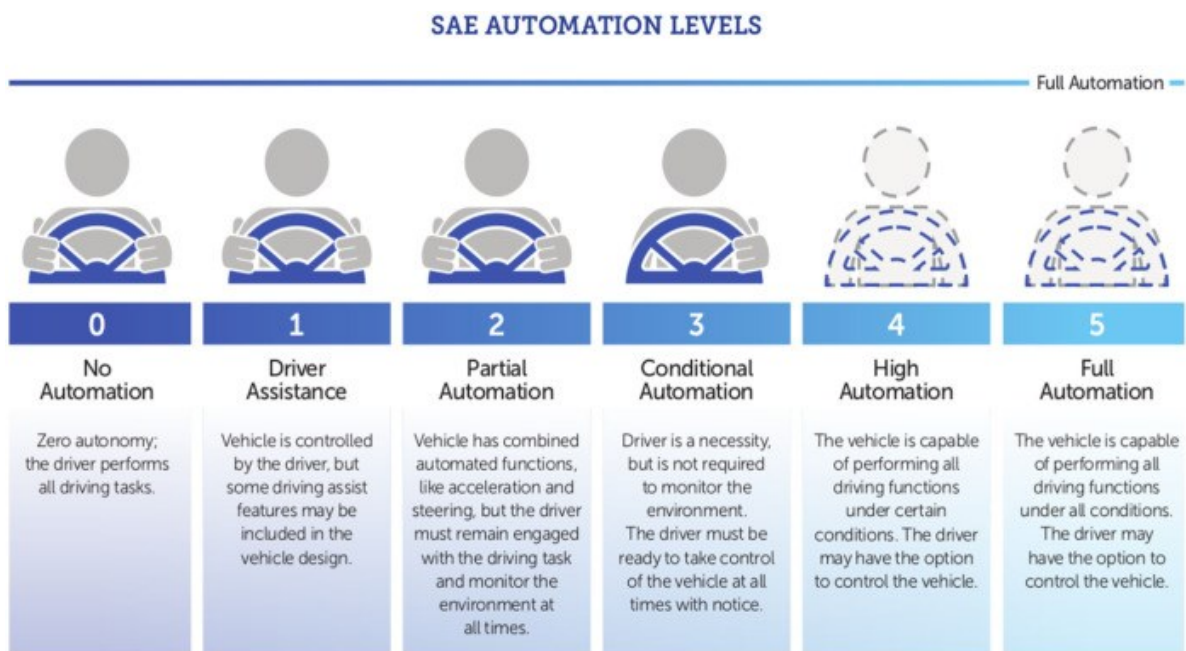 SAE AUTOMATION LEVELS
Full Automation
0
No
Automation
Zero autonomy;
the driver performs
all driving tasks.
1
Driver
Assistance
Vehicle is controlled
by the driver, but
some driving assist
features may be
included in the
vehicle design.
2
Partial
Automation
Vehicle has combined
automated functions,
like acceleration and
steering, but the driver
must remain engaged
with the driving task
and monitor the
environment at
all times.
3
Conditional
Automation
Driver is a necessity,
but is not required
to monitor the
environment.
The driver must be
ready to take control
of the vehicle at all
times with notice.
4
High
Automation
The vehicle is capable
of performing all
driving functions
under certain
conditions. The driver
may have the option
to control the vehicle.
5
Full
Automation
The vehicle is capable
of performing all
driving functions
under all conditions.
The driver may
have the option to
control the vehicle.